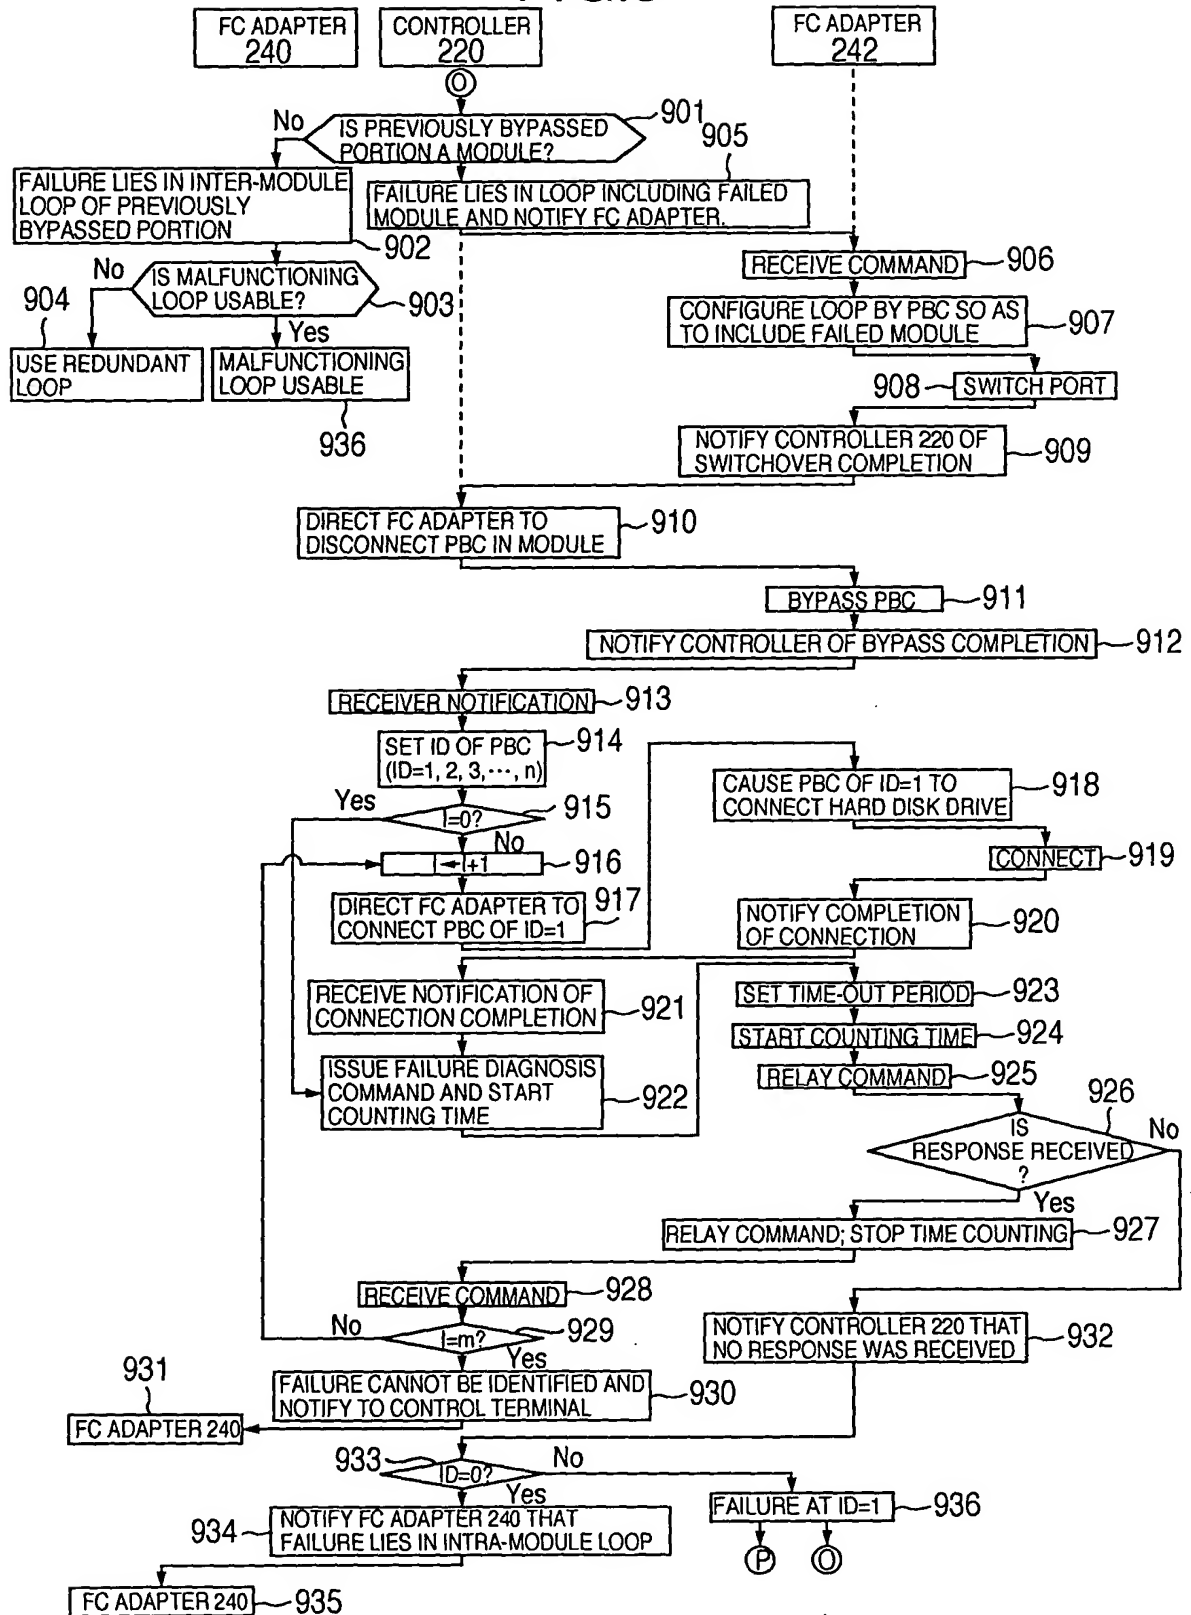 FC ADAPTER
240
CONTROLLER
220
FC ADAPTER
242
O
No
IS PREVIOUSLY BYPASSED
PORTION A MODULE?
901
905
FAILURE LIES IN INTER-MODULE
LOOP OF PREVIOUSLY
BYPASSED PORTION
902
FAILURE LIES IN LOOP INCLUDING FAILED
MODULE AND NOTIFY FC ADAPTER.
RECEIVE COMMAND
906
No
IS MALFUNCTIONING
LOOP USABLE?
903
904
Yes
CONFIGURE LOOP BY PBC SO AS
TO INCLUDE FAILED MODULE
907
USE REDUNDANT
LOOP
MALFUNCTIONING
LOOP USABLE
936
908
SWITCH PORT
NOTIFY CONTROLLER 220 OF
SWITCHOVER COMPLETION
909
DIRECT FC ADAPTER TO
DISCONNECT PBC IN MODULE
910
BYPASS PBC
911
NOTIFY CONTROLLER OF BYPASS COMPLETION
912
RECEIVER NOTIFICATION
913
SET ID OF PBC
(ID=1, 2, 3,···, n)
914
Yes
I=0?
915
No
CAUSE PBC OF ID=1 TO
CONNECT HARD DISK DRIVE
918
I←I+1
916
CONNECT
919
DIRECT FC ADAPTER TO
CONNECT PBC OF ID=1
917
NOTIFY COMPLETION
OF CONNECTION
920
RECEIVE NOTIFICATION OF
CONNECTION COMPLETION
921
SET TIME-OUT PERIOD
923
START COUNTING TIME
924
ISSUE FAILURE DIAGNOSIS
COMMAND AND START
COUNTING TIME
922
RELAY COMMAND
925
926
IS
RESPONSE RECEIVED
?
No
Yes
RELAY COMMAND; STOP TIME COUNTING
927
RECEIVE COMMAND
928
No
I=m?
929
Yes
NOTIFY CONTROLLER 220 THAT
NO RESPONSE WAS RECEIVED
932
931
FAILURE CANNOT BE IDENTIFIED AND
NOTIFY TO CONTROL TERMINAL
930
FC ADAPTER 240
933
ID=0?
No
Yes
934
NOTIFY FC ADAPTER 240 THAT
FAILURE LIES IN INTRA-MODULE LOOP
FAILURE AT ID=1
936
P
O
FC ADAPTER 240
935